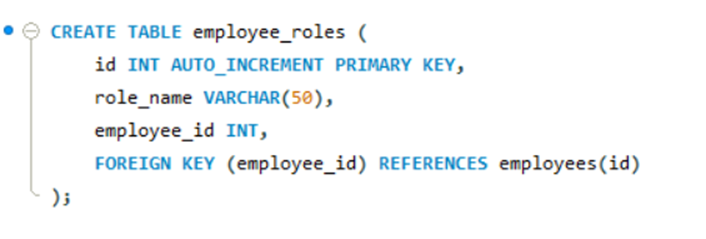 CREATE TABLE employee_roles (
id INT AUTO_INCREMENT PRIMARY KEY,
role_name VARCHAR(50),
employee_id INT,
FOREIGN KEY (employee_id) REFERENCES employees(id)
);